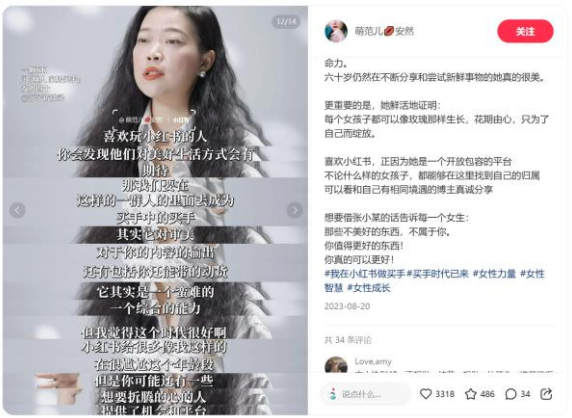 12/14
@ 萌范儿💋安然 | 小红书
喜欢玩小红书的人
你会发现他们对美好生活方式会有
期待
那我们要在
这样的一群人的里面去成为
买手中的买手
其实它对审美
对于你的内容的输出
还有包括你还能带的动货
它其实是一个蛮难的
一个综合的能力
但我觉得这个时代很好啊
小红书给很多像我这样的
在很尴尬这个年龄段
但是你可能还有一些
想要折腾的心的人
提供了机会和平台
萌范儿💋安然
关注
命力。
六十岁仍然在不断分享和尝试新鲜事物的她真的很美。
更重要的是，她鲜活地证明：
每个女孩子都可以像玫瑰那样生长，花期由心，只为了
自己而绽放。
喜欢小红书，正因为她是一个开放包容的平台
不论什么样的女孩子，都能够在这里找到自己的归属
可以看和自己有相同境遇的博主真诚分享
想要借张小某的话告诉每一个女生：
那些不美好的东西，不属于你。
你值得更好的东西！
你真的可以更好！
#我在小红书做买手 #买手时代已来 #女性力量 #女性
智慧 #女性成长
2023-08-20
共 34 条评论
Love,amy
说点什么...
3318
486
34